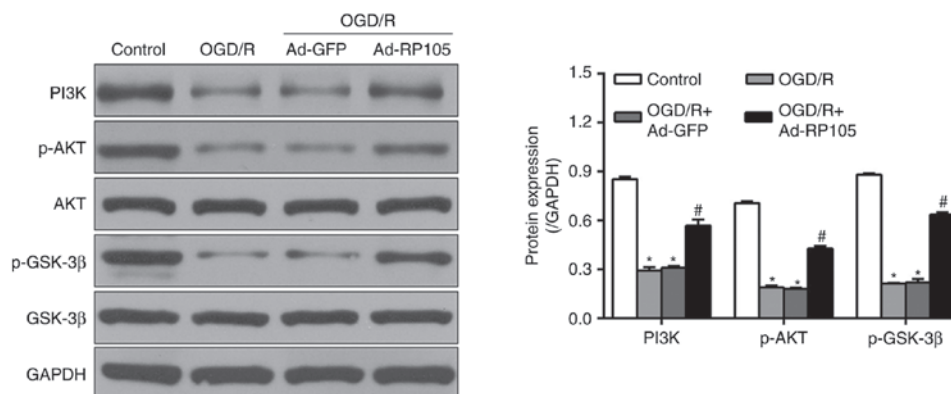 OGD/R
Control OGD/R Ad-GFP Ad-RP105
PI3K
p-AKT
AKT
p-GSK-3β
GSK-3β
GAPDH
Protein expression
(/GAPDH)
1.5
1.2
0.9
0.6
0.3
0.0
Control OGD/R
OGD/R+
Ad-GFP
OGD/R+
Ad-RP105
* * #
* * #
* * #
PI3K p-AKT p-GSK-3β